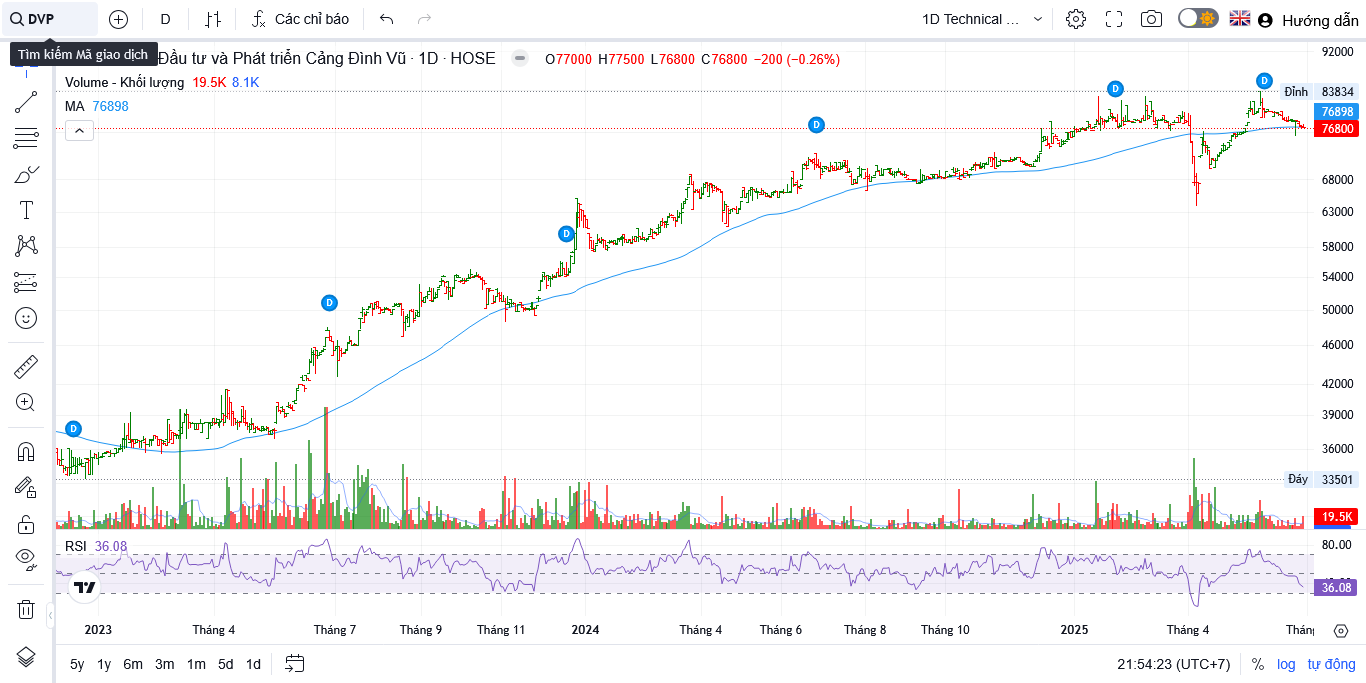 DVP
D
Các chỉ báo
1D Technical ...
Hướng dẫn
Tìm kiếm Mã giao dịch
Đầu tư và Phát triển Cảng Đình Vũ · 1D · HOSE
O77000 H77500 L76800 C76800 −200 (−0.26%)
Volume - Khối lượng 19.5K 8.1K
MA 76898
92000
Đỉnh 83834
76898
76800
68000
63000
58000
54000
50000
46000
42000
39000
36000
Đáy 33501
19.5K
D
D
D
D
D
D
RSI 36.08
80.00
36.08
2023 Tháng 4 Tháng 7 Tháng 9 Tháng 11 2024 Tháng 4 Tháng 6 Tháng 8 Tháng 10 2025 Tháng 4 Tháng
5y 1y 6m 3m 1m 5d 1d
21:54:23 (UTC+7) % log tự động